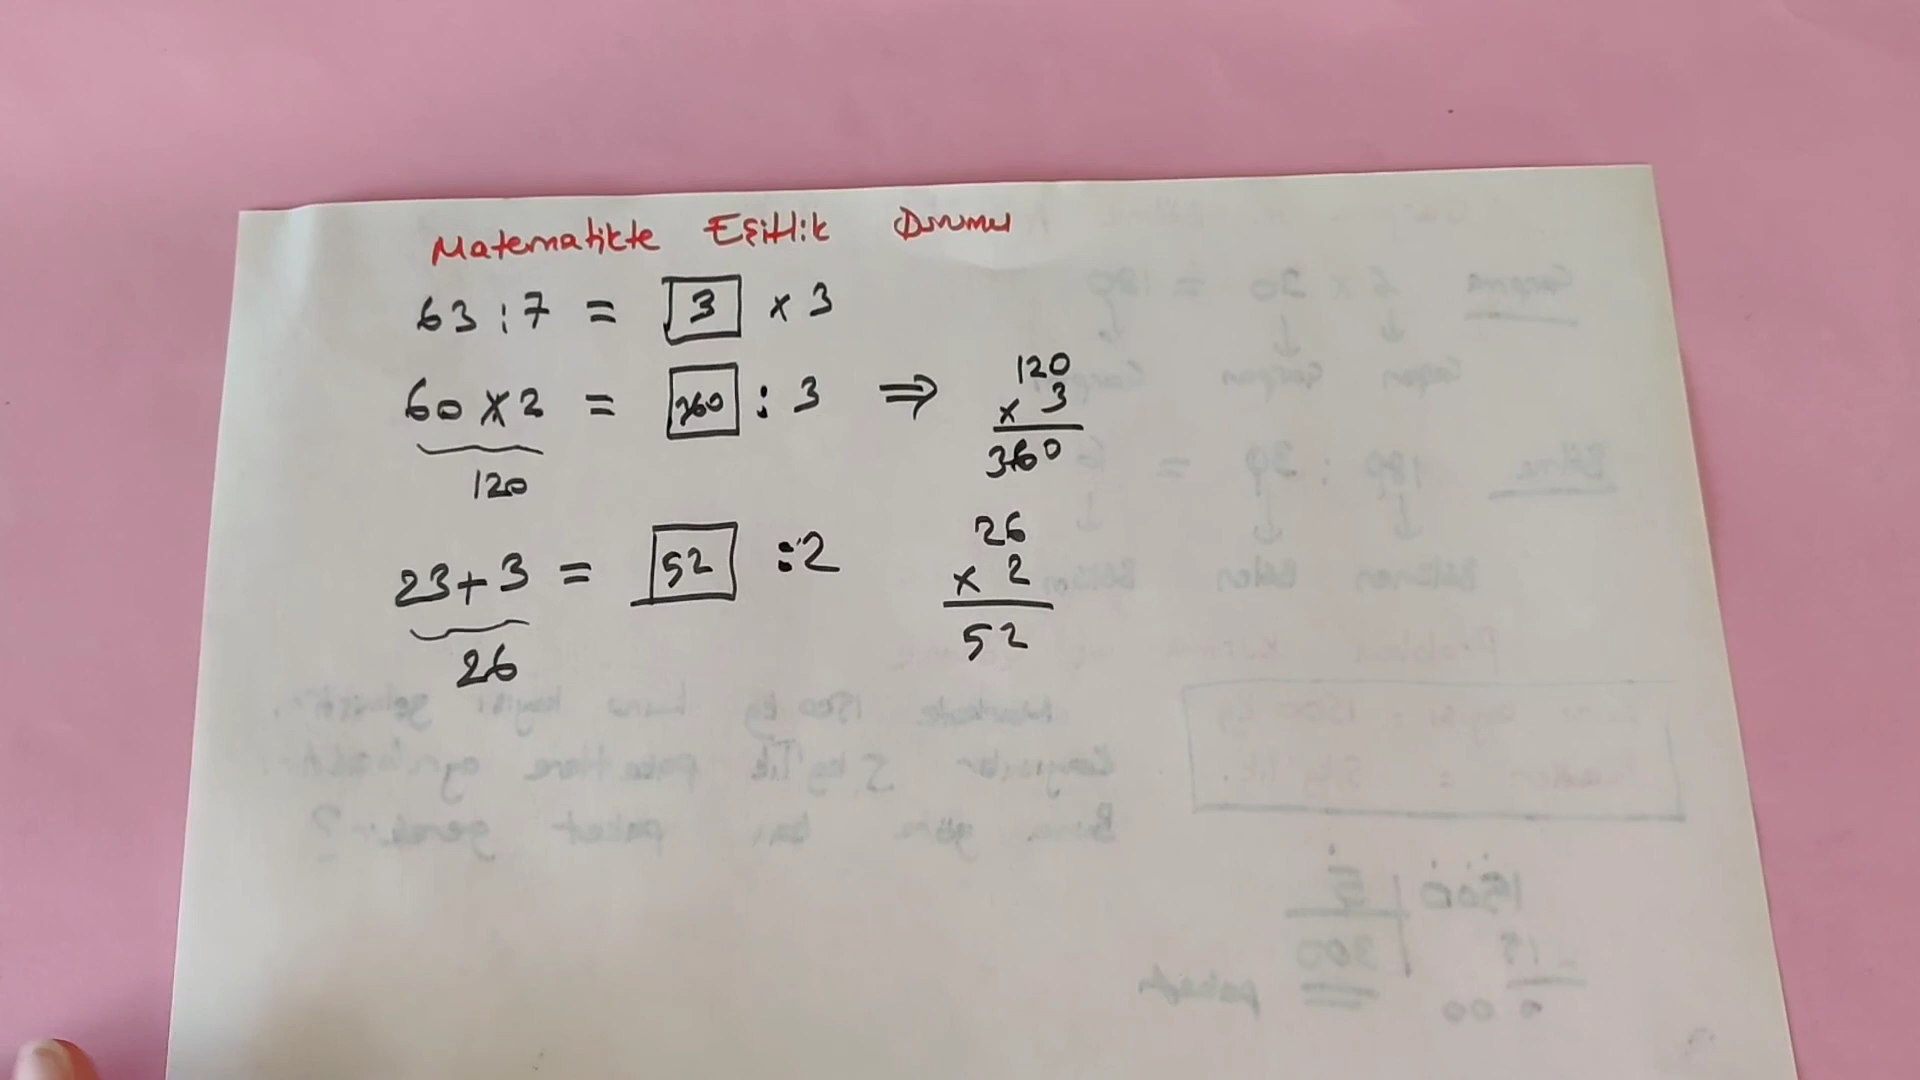 Matematikte Eşitlik Durumu
63 : 7 = 3 x 3
60 x 2 = 360 : 3 ⇒
120
120
x 3
360
23 + 3 = 52 : 2
26
26
x 2
52